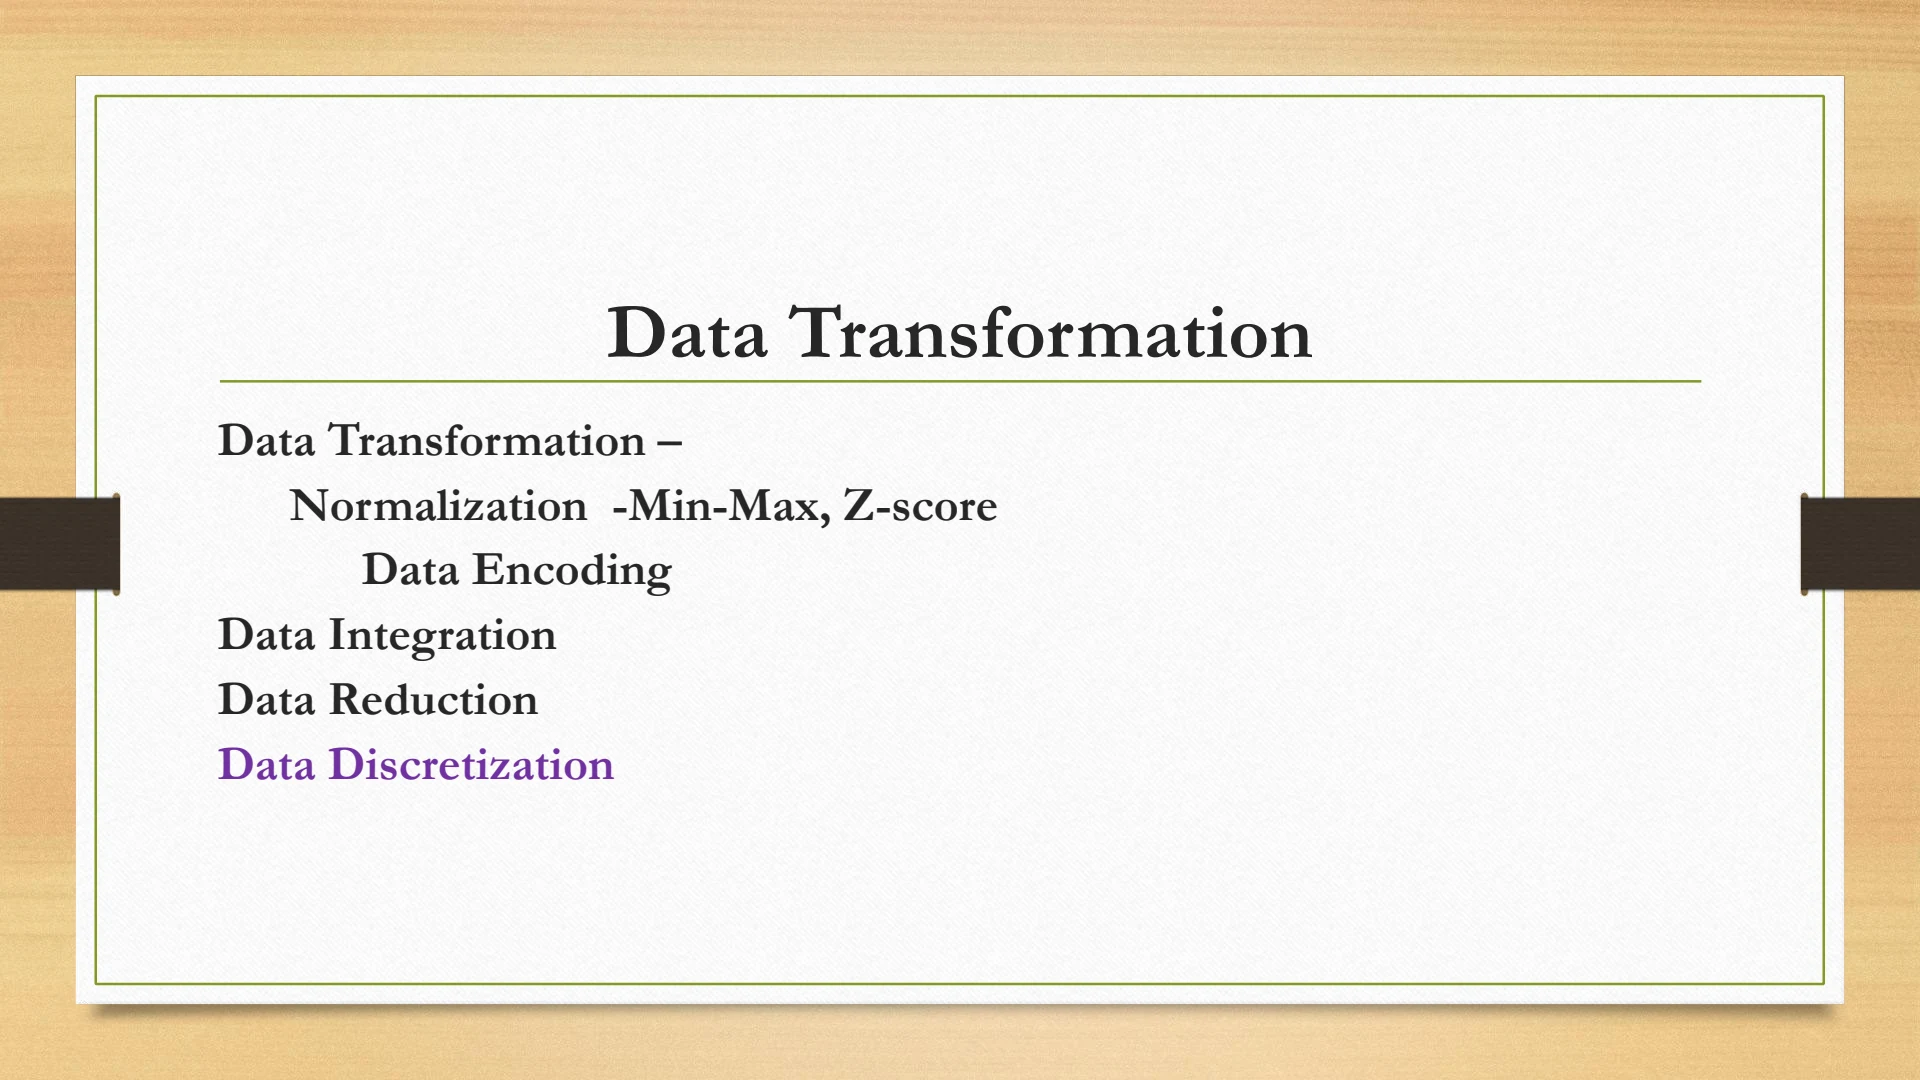 Data Transformation
Data Transformation –
Normalization  -Min-Max, Z-score
Data Encoding
Data Integration
Data Reduction
Data Discretization